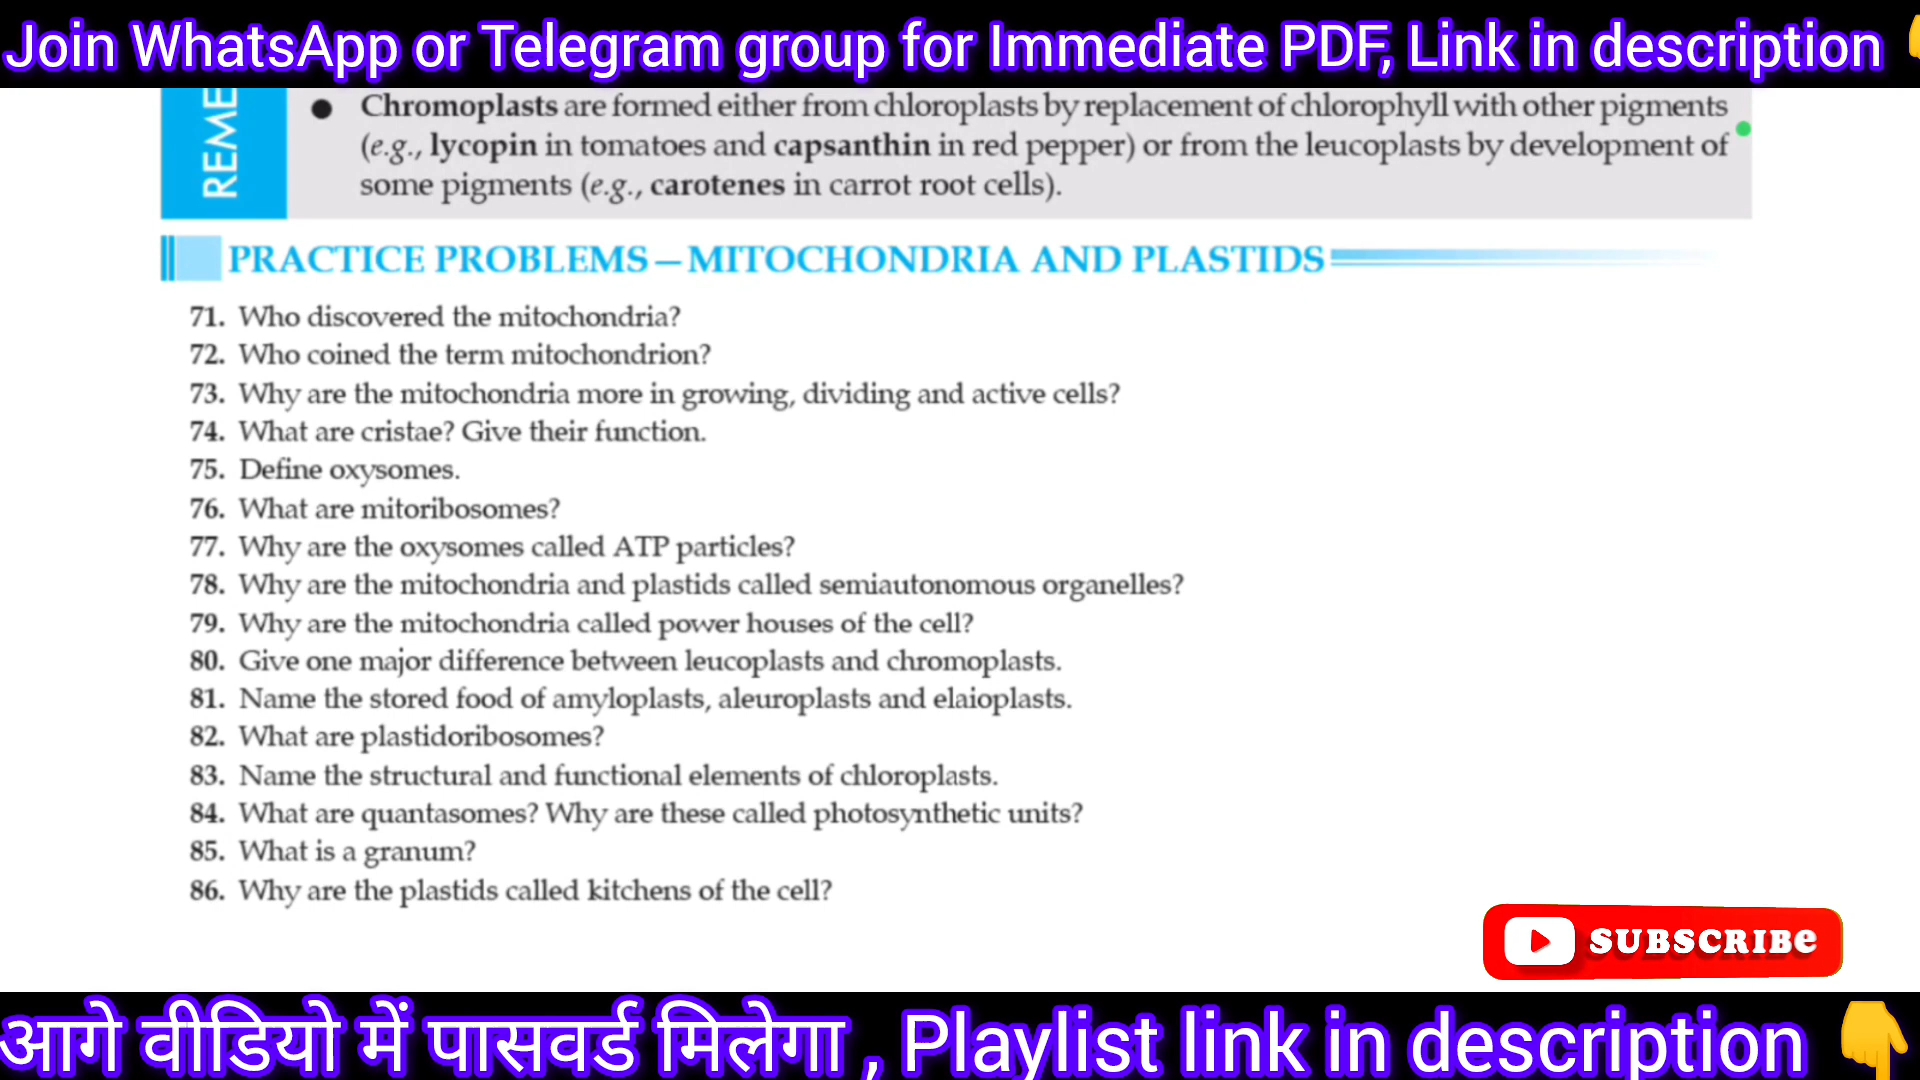 Join WhatsApp or Telegram group for Immediate PDF, Link in description
REME
● Chromoplasts are formed either from chloroplasts by replacement of chlorophyll with other pigments
(e.g., lycopin in tomatoes and capsanthin in red pepper) or from the leucoplasts by development of
some pigments (e.g., carotenes in carrot root cells).
PRACTICE PROBLEMS — MITOCHONDRIA AND PLASTIDS
71. Who discovered the mitochondria?
72. Who coined the term mitochondrion?
73. Why are the mitochondria more in growing, dividing and active cells?
74. What are cristae? Give their function.
75. Define oxysomes.
76. What are mitoribosomes?
77. Why are the oxysomes called ATP particles?
78. Why are the mitochondria and plastids called semiautonomous organelles?
79. Why are the mitochondria called power houses of the cell?
80. Give one major difference between leucoplasts and chromoplasts.
81. Name the stored food of amyloplasts, aleuroplasts and elaioplasts.
82. What are plastidoribosomes?
83. Name the structural and functional elements of chloroplasts.
84. What are quantasomes? Why are these called photosynthetic units?
85. What is a granum?
86. Why are the plastids called kitchens of the cell?
SUBSCRIBe
आगे वीडियो में पासवर्ड मिलेगा , Playlist link in description